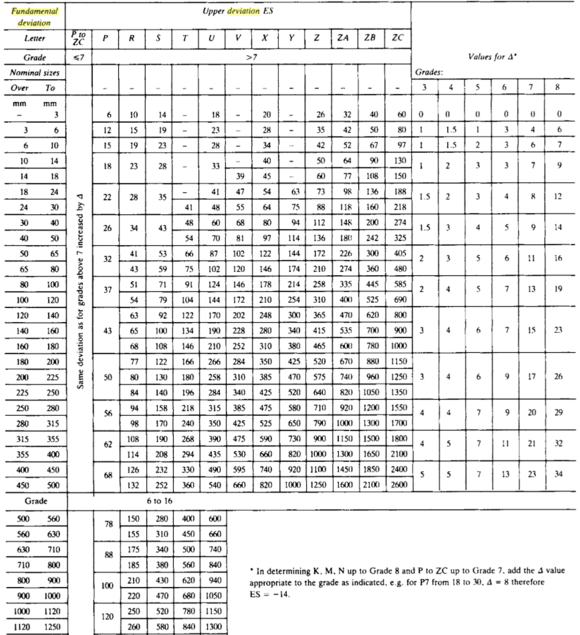 Fundamental deviation Upper deviation ES
Letter P to ZC P R S T U V X Y Z ZA ZB ZC
Grade ≤7 >7 Values for Δ*
Nominal sizes Grades:
Over To – – – – – – – – – – – – 3 4 5 6 7 8
mm mm
– 3 6 10 14 – 18 – 20 – 26 32 40 60 0 0 0 0 0 0
3 6 12 15 19 – 23 – 28 – 35 42 50 80 1 1.5 1 3 4 6
6 10 15 19 23 – 28 – 34 – 42 52 67 97 1 1.5 2 3 6 7
10 14 18 23 28 – 33 – 40 – 50 64 90 130 1 2 3 3 7 9
14 18 39 45 – 60 77 108 150
18 24 22 28 35 – 41 47 54 63 73 98 136 188 1.5 2 3 4 8 12
24 30 41 48 55 64 75 88 118 160 218
30 40 26 34 43 48 60 68 80 94 112 148 200 274 1.5 3 4 5 9 14
40 50 54 70 81 97 114 136 180 242 325
50 65 32 41 53 66 87 102 122 144 172 226 300 405 2 3 5 6 11 16
65 80 43 59 75 102 120 146 174 210 274 360 480
80 100 37 51 71 91 124 146 178 214 258 335 445 585 2 4 5 7 13 19
100 120 54 79 104 144 172 210 254 310 400 525 690
120 140 63 92 122 170 202 248 300 365 470 620 800
140 160 43 65 100 134 190 228 280 340 415 535 700 900 3 4 6 7 15 23
160 180 68 108 146 210 252 310 380 465 600 780 1000
180 200 77 122 166 266 284 350 425 520 670 880 1150
200 225 50 80 130 180 258 310 385 470 575 740 960 1250 3 4 6 9 17 26
225 250 84 140 196 284 340 425 520 640 820 1050 1350
250 280 56 94 158 218 315 385 475 580 710 920 1200 1550 4 4 7 9 20 29
280 315 98 170 240 350 425 525 650 790 1000 1300 1700
315 355 62 108 190 268 390 475 590 730 900 1150 1500 1800 4 5 7 11 21 32
355 400 114 208 294 435 530 660 820 1000 1300 1650 2100
400 450 68 126 232 330 490 595 740 920 1100 1450 1850 2400 5 5 7 13 23 34
450 500 132 252 360 540 660 820 1000 1250 1600 2100 2600
Same deviation as for grades above 7 increased by Δ
Grade 6 to 16
500 560 78 150 280 400 600
560 630 155 310 450 660
630 710 88 175 340 500 740
710 800 185 380 560 840
800 900 100 210 430 620 940
900 1000 220 470 680 1050
1000 1120 120 250 520 780 1150
1120 1250 260 580 840 1300
* In determining K, M, N up to Grade 8 and P to ZC up to Grade 7, add the Δ value
appropriate to the grade as indicated, e.g. for P7 from 18 to 30, Δ = 8 therefore
ES = −14.